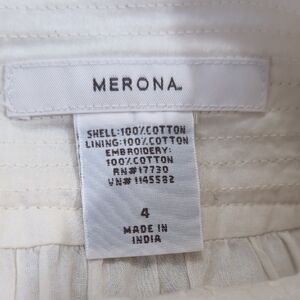 MERONA
SHELL:100%COTTON
LINING:100%COTTON
EMBROIDERY:
100%COTTON
RN#17730
VN#1145582
4
MADE IN
INDIA